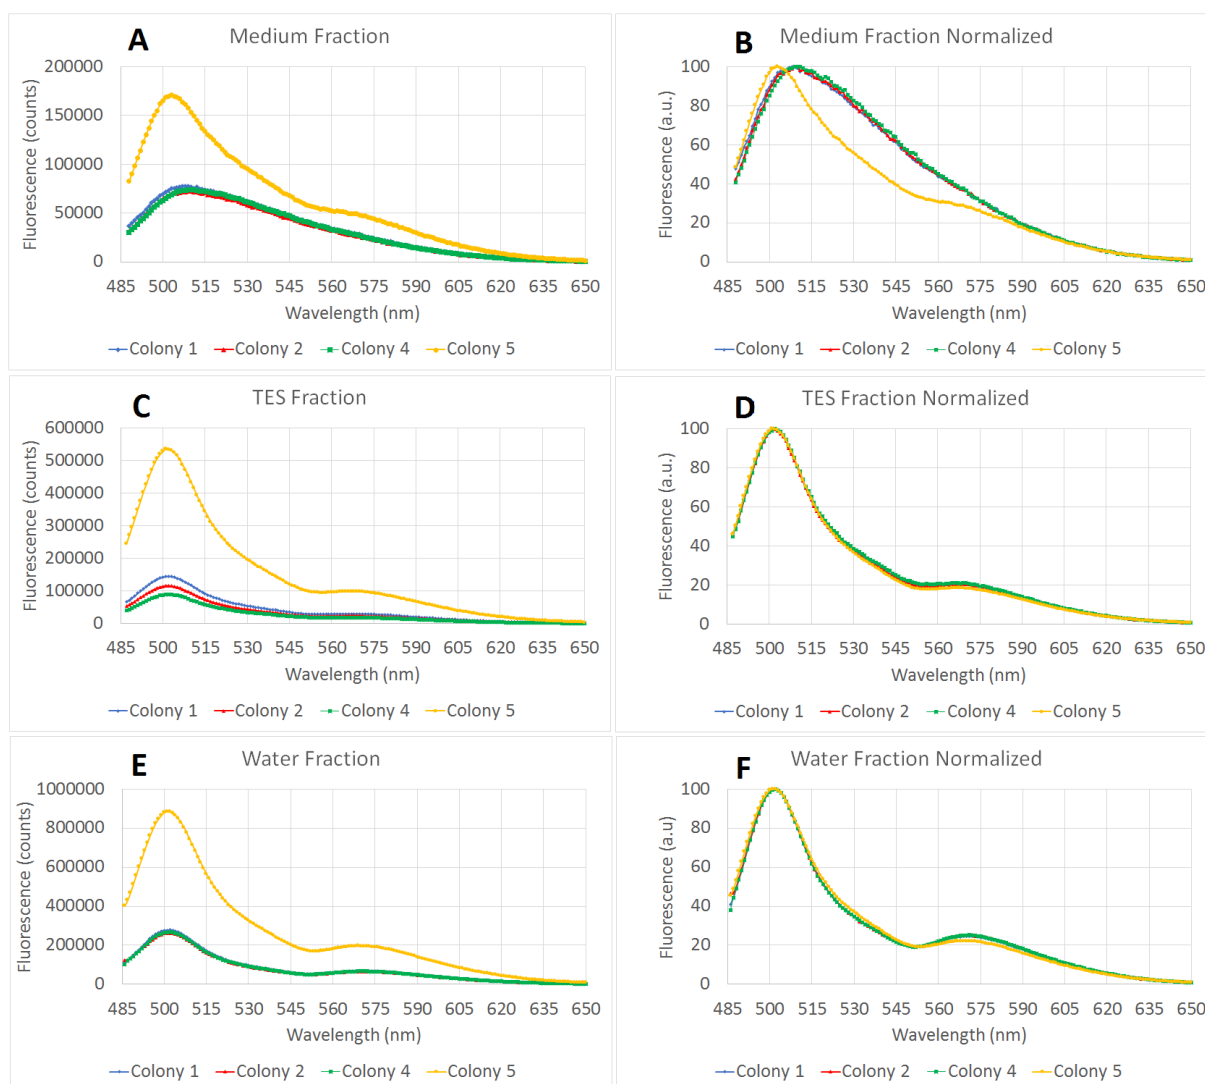 A Medium Fraction
Fluorescence (counts)
200000
150000
100000
50000
0
485 500 515 530 545 560 575 590 605 620 635 650
Wavelength (nm)
Colony 1 Colony 2 Colony 4 Colony 5
B Medium Fraction Normalized
Fluorescence (a.u.)
100
80
60
40
20
0
485 500 515 530 545 560 575 590 605 620 635 650
Wavelength (nm)
Colony 1 Colony 2 Colony 4 Colony 5
C TES Fraction
Fluorescence (counts)
600000
500000
400000
300000
200000
100000
0
485 500 515 530 545 560 575 590 605 620 635 650
Wavelength (nm)
Colony 1 Colony 2 Colony 4 Colony 5
D TES Fraction Normalized
Fluorescence (a.u.)
100
80
60
40
20
0
485 500 515 530 545 560 575 590 605 620 635 650
Wavelength (nm)
Colony 1 Colony 2 Colony 4 Colony 5
E Water Fraction
Fluorescence (counts)
1000000
800000
600000
400000
200000
0
485 500 515 530 545 560 575 590 605 620 635 650
Wavelength (nm)
Colony 1 Colony 2 Colony 4 Colony 5
F Water Fraction Normalized
Fluorescence (a.u)
100
80
60
40
20
0
485 500 515 530 545 560 575 590 605 620 635 650
Wavelength (nm)
Colony 1 Colony 2 Colony 4 Colony 5